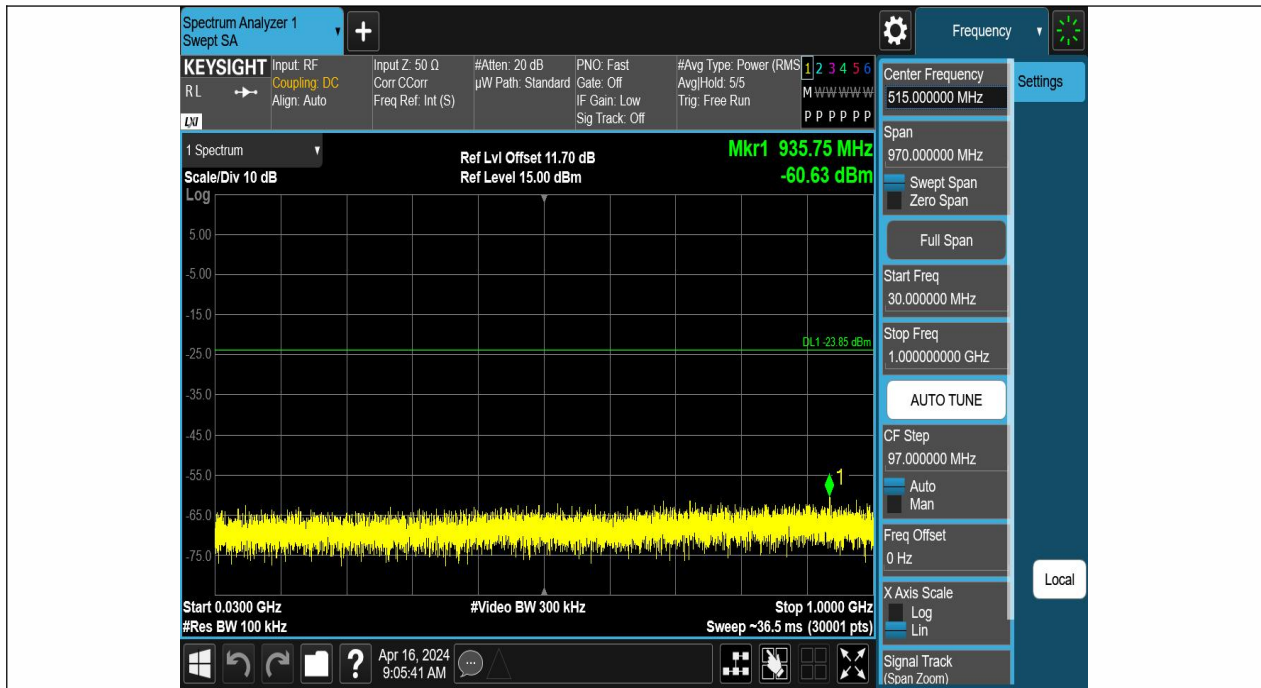 Spectrum Analyzer 1
Swept SA
+
Frequency
KEYSIGHT
R L
LXI
Input: RF
Coupling: DC
Align: Auto
Input Z: 50 Ω
Corr CCorr
Freq Ref: Int (S)
#Atten: 20 dB
µW Path: Standard
PNO: Fast
Gate: Off
IF Gain: Low
Sig Track: Off
#Avg Type: Power (RMS
Avg|Hold: 5/5
Trig: Free Run
1 2 3 4 5 6
M W W W W W
P P P P P P
1 Spectrum
Scale/Div 10 dB
Log
Ref Lvl Offset 11.70 dB
Ref Level 15.00 dBm
Mkr1 935.75 MHz
-60.63 dBm
5.00
-5.00
-15.0
-25.0
-35.0
-45.0
-55.0
-65.0
-75.0
DL1 -23.85 dBm
1
Start 0.0300 GHz
#Res BW 100 kHz
#Video BW 300 kHz
Stop 1.0000 GHz
Sweep ~36.5 ms (30001 pts)
?
Apr 16, 2024
9:05:41 AM
Center Frequency
515.000000 MHz
Span
970.000000 MHz
Swept Span
Zero Span
Full Span
Start Freq
30.000000 MHz
Stop Freq
1.000000000 GHz
AUTO TUNE
CF Step
97.000000 MHz
Auto
Man
Freq Offset
0 Hz
X Axis Scale
Log
Lin
Signal Track
(Span Zoom)
Settings
Local